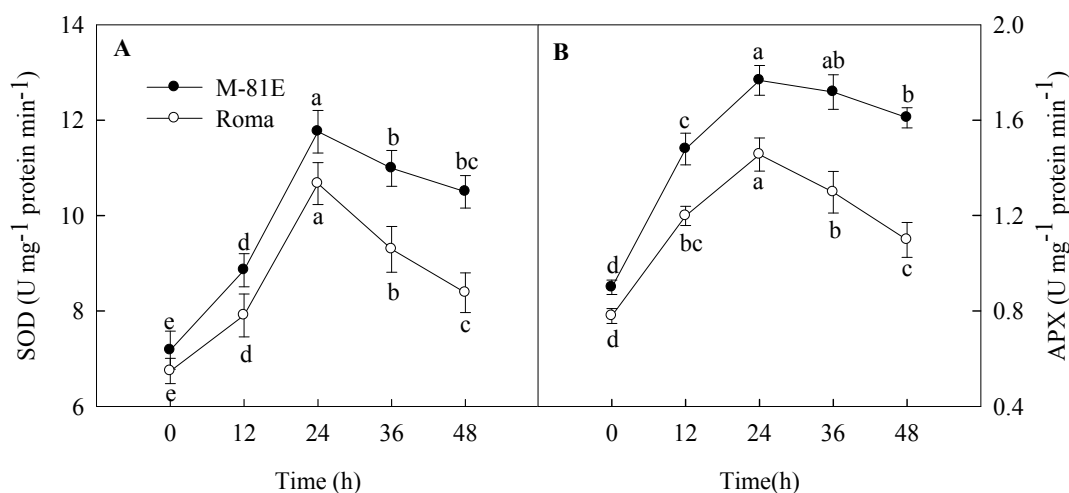 A
B
M-81E
Roma
SOD (U mg⁻¹ protein min⁻¹)
14
12
10
8
6
e
d
a
b
bc
e
d
a
b
c
0 12 24 36 48
Time (h)
d
c
a
ab
b
d
bc
a
b
c
0 12 24 36 48
Time(h)
2.0
1.6
1.2
0.8
0.4
APX (U mg⁻¹ protein min⁻¹)